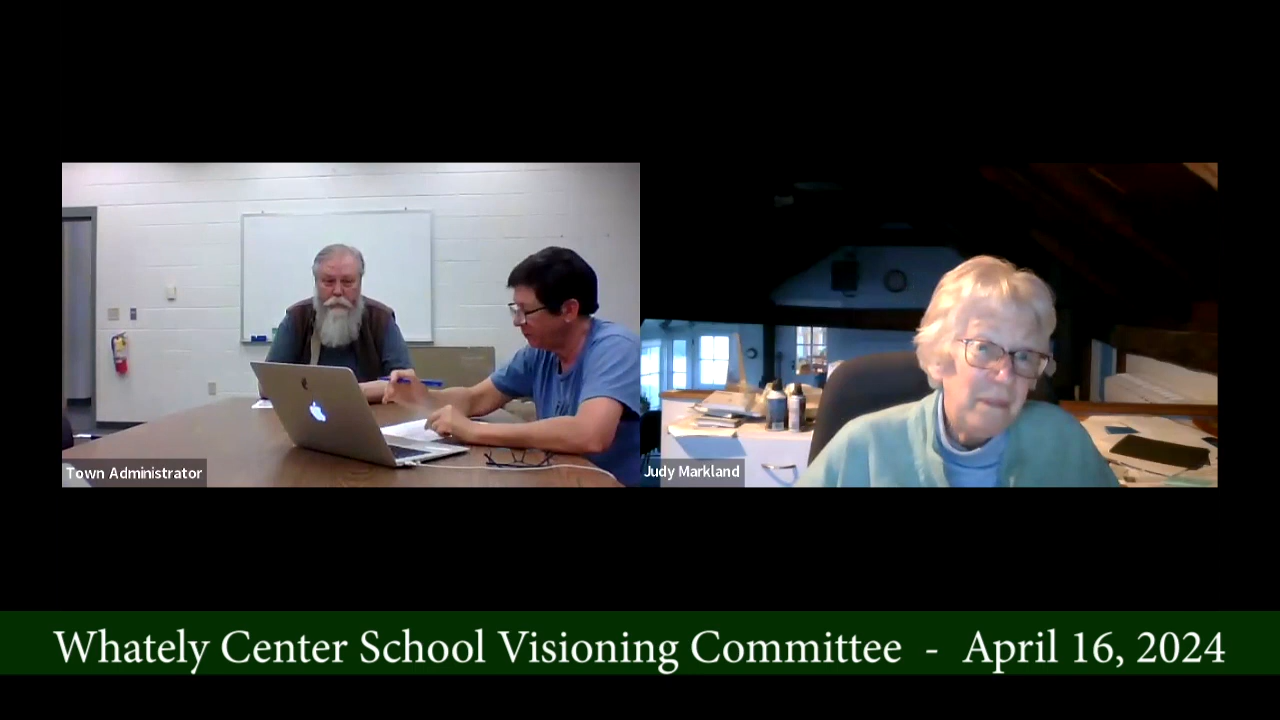 Town Administrator
Judy Markland
Whately Center School Visioning Committee - April 16, 2024